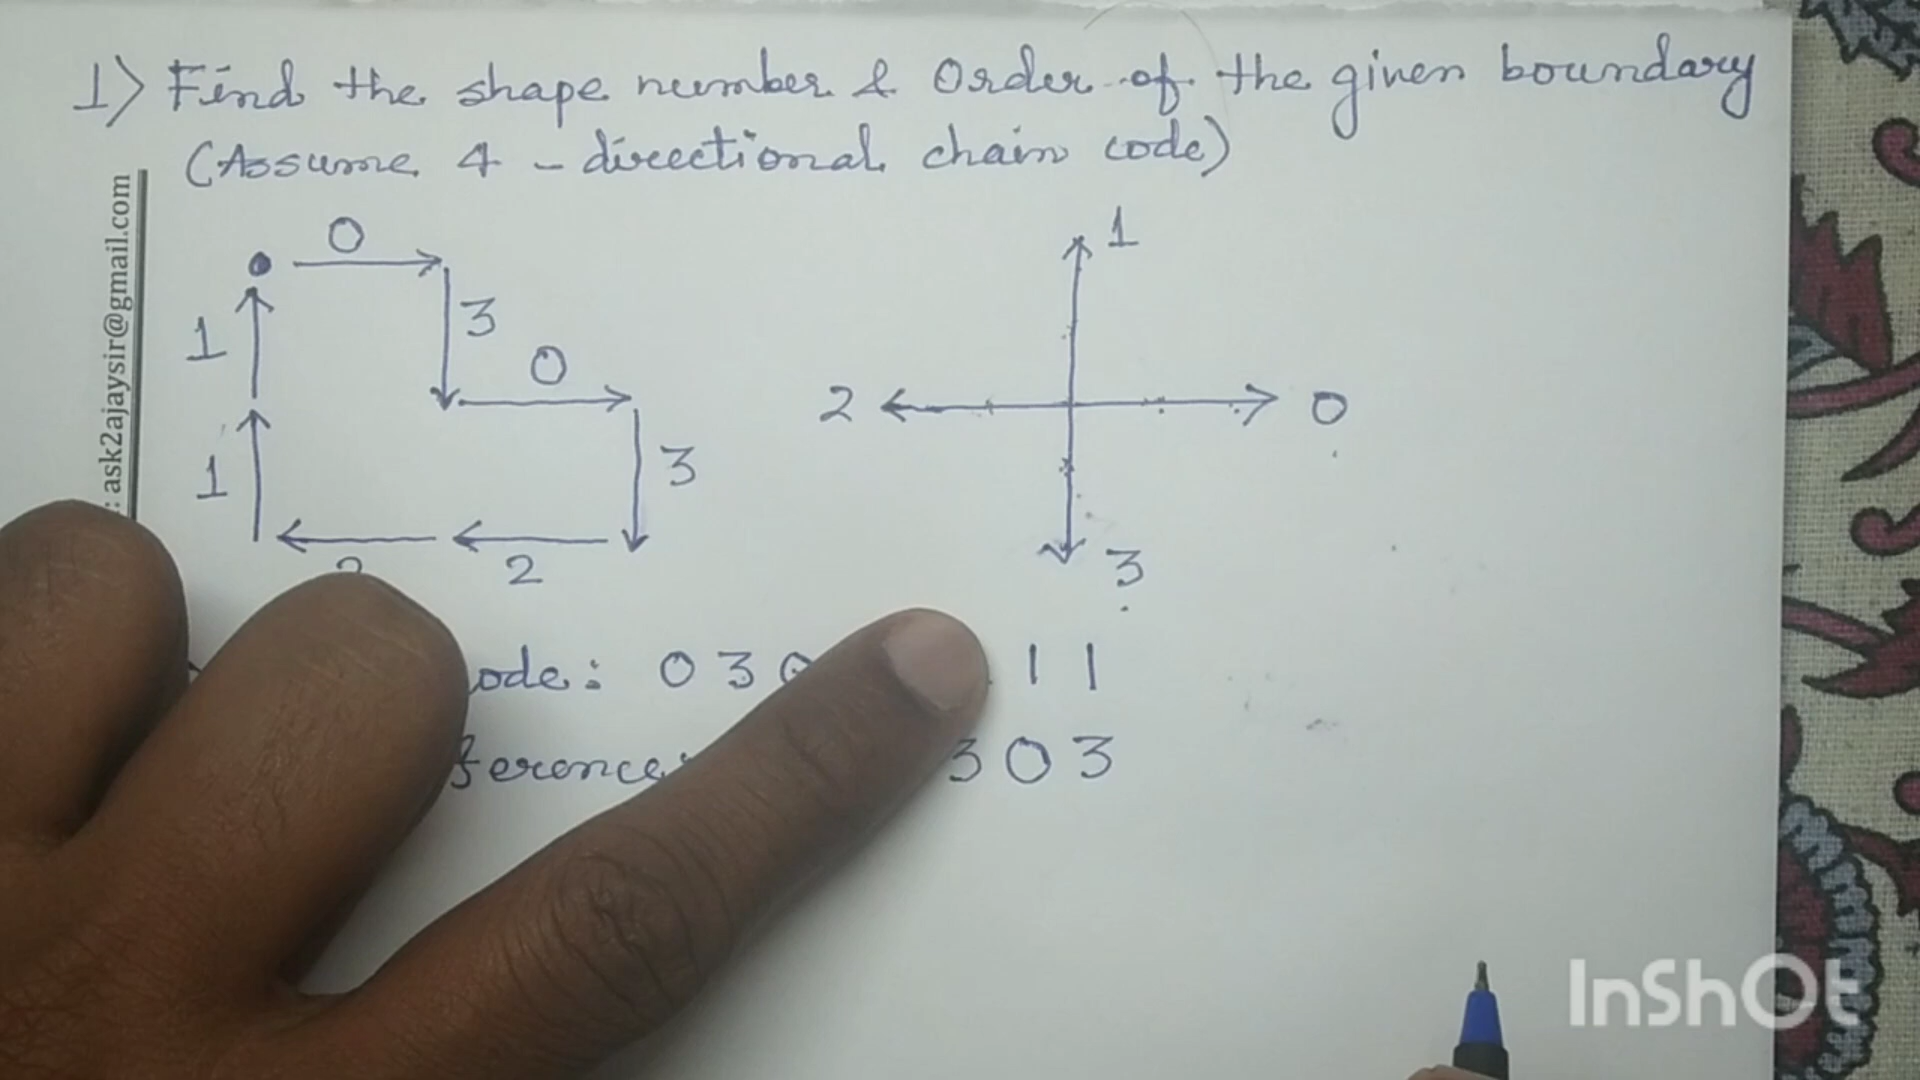 1) Find the shape number & Order of the given boundary
(Assume 4 - directional chain code)
: ask2ajaysir@gmail.com
0
1
3
0
1
3
2
1
2
0
3
ode: 0 3 0 1 1
ference: 3 0 3
InShOt